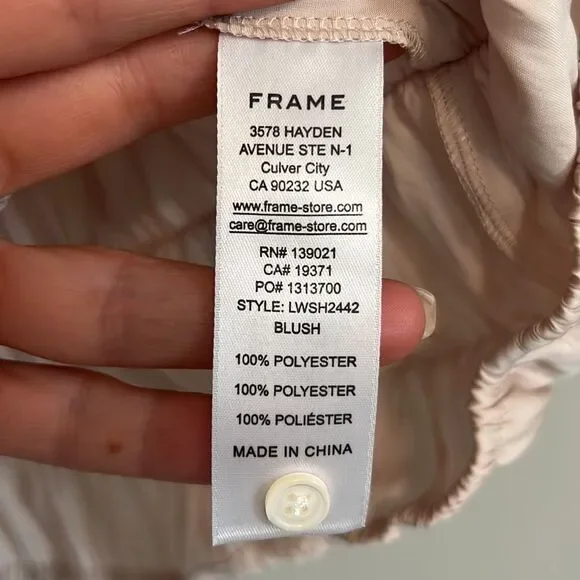 FRAME
3578 HAYDEN
AVENUE STE N-1
Culver City
CA 90232 USA
www.frame-store.com
care@frame-store.com
RN# 139021
CA# 19371
PO# 1313700
STYLE: LWSH2442
BLUSH
100% POLYESTER
100% POLYESTER
100% POLIÉSTER
MADE IN CHINA